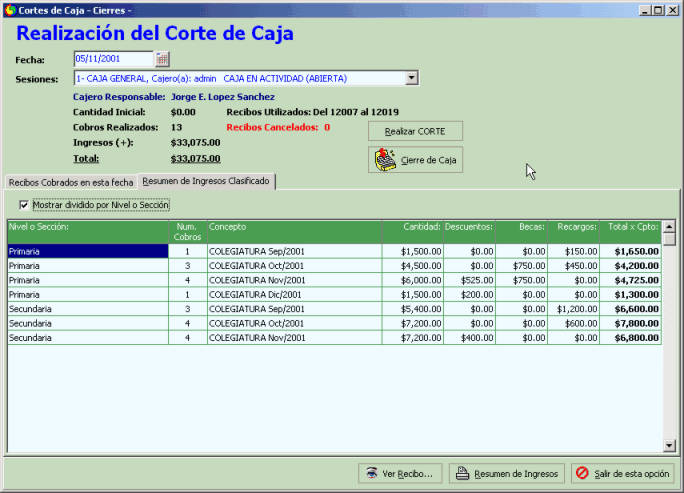 Cortes de Caja - Cierres -
Realización del Corte de Caja
Fecha: 05/11/2001
Sesiones: 1- CAJA GENERAL, Cajero(a): admin CAJA EN ACTIVIDAD (ABIERTA)
Cajero Responsable: Jorge E. Lopez Sanchez
Cantidad Inicial: $0.00 Recibos Utilizados: Del 12007 al 12019
Cobros Realizados: 13 Recibos Cancelados: 0
Realizar CORTE
Ingresos (+): $33,075.00
Total: $33,075.00
Cierre de Caja
Recibos Cobrados en esta fecha Resumen de Ingresos Clasificado
Mostrar dividido por Nivel o Sección
Nivel o Sección: Num. Cobros Concepto Cantidad: Descuentos: Becas: Recargos: Total x Cpto:
Primaria 1 COLEGIATURA Sep/2001 $1,500.00 $0.00 $0.00 $150.00 $1,650.00
Primaria 3 COLEGIATURA Oct/2001 $4,500.00 $0.00 $750.00 $450.00 $4,200.00
Primaria 4 COLEGIATURA Nov/2001 $6,000.00 $525.00 $750.00 $0.00 $4,725.00
Primaria 1 COLEGIATURA Dic/2001 $1,500.00 $200.00 $0.00 $0.00 $1,300.00
Secundaria 3 COLEGIATURA Sep/2001 $5,400.00 $0.00 $0.00 $1,200.00 $6,600.00
Secundaria 4 COLEGIATURA Oct/2001 $7,200.00 $0.00 $0.00 $600.00 $7,800.00
Secundaria 4 COLEGIATURA Nov/2001 $7,200.00 $400.00 $0.00 $0.00 $6,800.00
Ver Recibo... Resumen de Ingresos Salir de esta opción